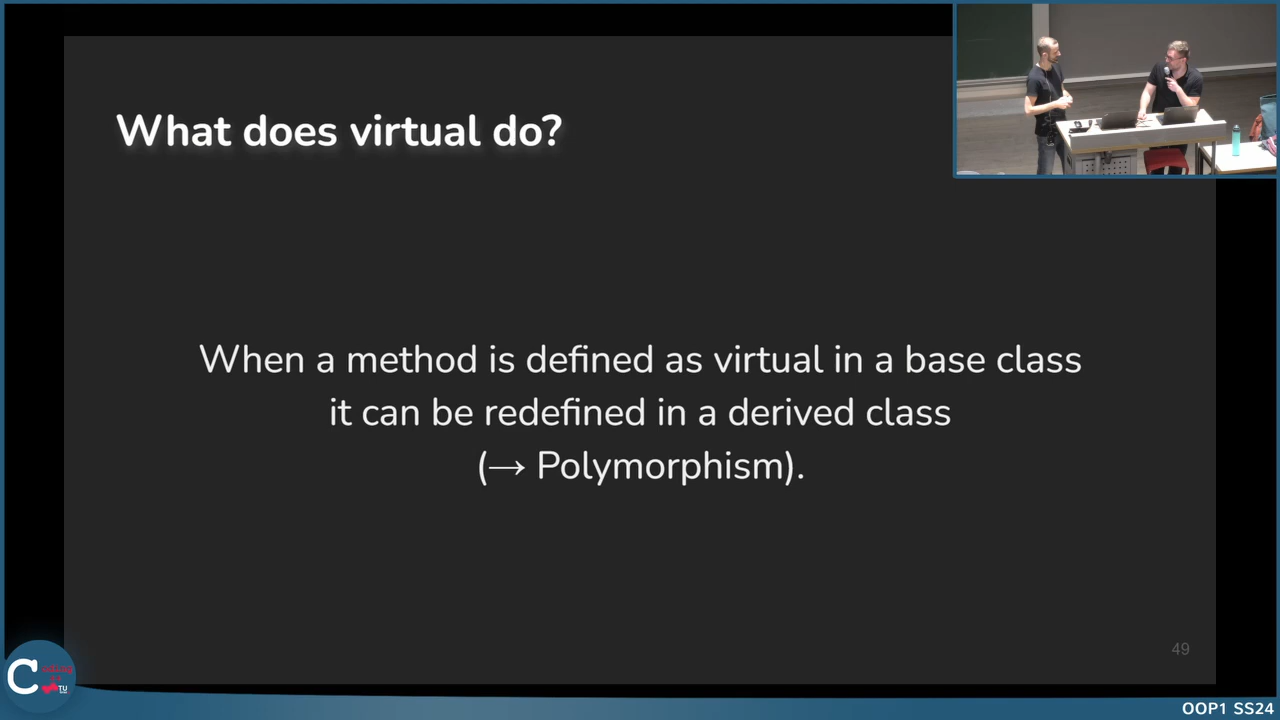 What does virtual do?
When a method is defined as virtual in a base class
it can be redefined in a derived class
(→ Polymorphism).
49
C
TU
OOP1 SS24